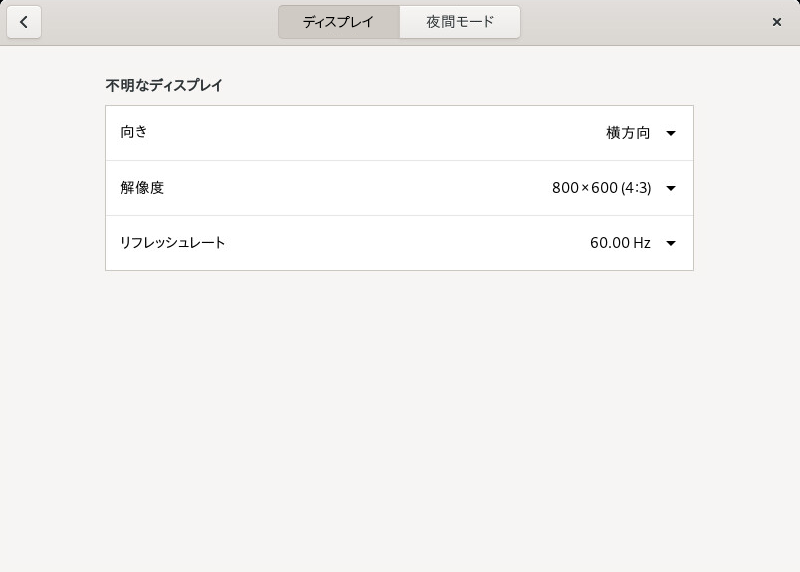 ディスプレイ 夜間モード
不明なディスプレイ
向き 横方向
解像度 800×600 (4:3)
リフレッシュレート 60.00 Hz